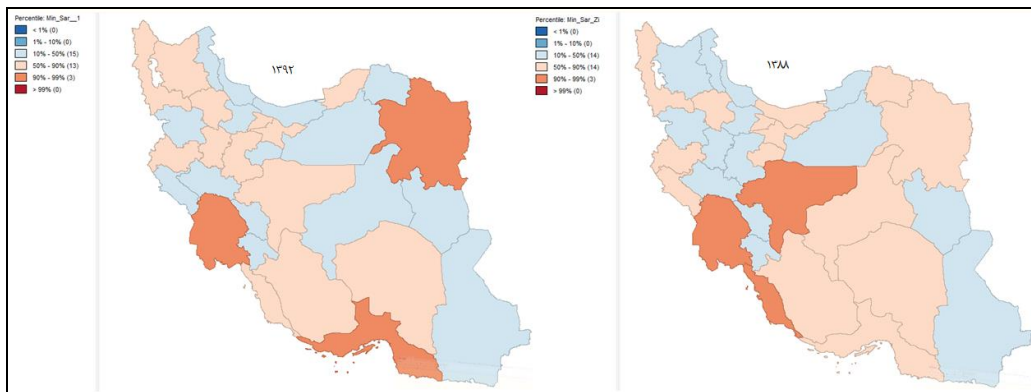 Percentile: Min_Sar__1
< 1% (0)
1% - 10% (0)
10% - 50% (15)
50% - 90% (13)
90% - 99% (3)
> 99% (0)
۱۳۹۲
Percentile: Min_Sar_Zi
< 1% (0)
1% - 10% (0)
10% - 50% (14)
50% - 90% (14)
90% - 99% (3)
> 99% (0)
۱۳۸۸